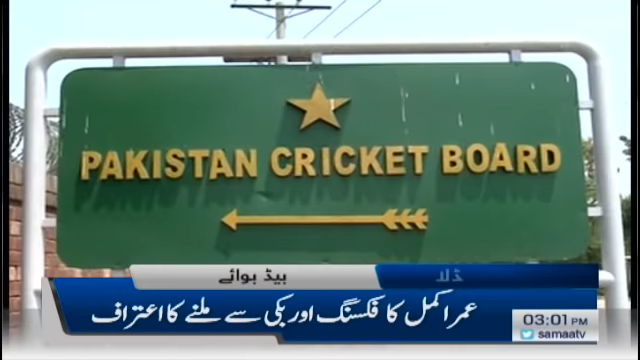 PAKISTAN CRICKET BOARD
بیڈ بوائے
عمر اکمل کا فکسنگ اور بکی سے ملنے کا اعتراف
03:01 PM
samaatv